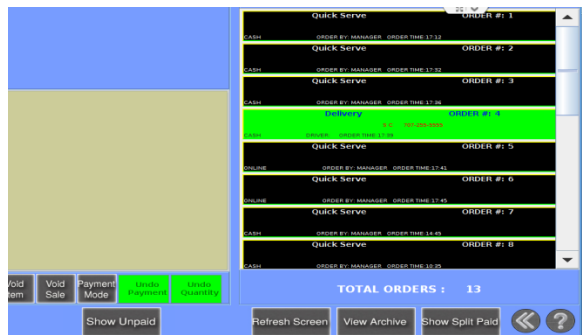 Quick Serve ORDER #: 1
CASH ORDER BY: MANAGER ORDER TIME:17:12
Quick Serve ORDER #: 2
CASH ORDER BY: MANAGER ORDER TIME:17:32
Quick Serve ORDER #: 3
CASH ORDER BY: MANAGER ORDER TIME:17:36
Delivery ORDER #: 4
CASH DRIVER: ORDER TIME:17:39
Quick Serve ORDER #: 5
ONLINE ORDER BY: MANAGER ORDER TIME:17:41
Quick Serve ORDER #: 6
ONLINE ORDER BY: MANAGER ORDER TIME:17:45
Quick Serve ORDER #: 7
CASH ORDER BY: MANAGER ORDER TIME:14:45
Quick Serve ORDER #: 8
CASH ORDER BY: MANAGER ORDER TIME:10:35
Void Void Payment Undo Undo
tem Sale Mode Payment Quantity
TOTAL ORDERS : 13
Show Unpaid Refresh Screen View Archive Show Split Paid ?